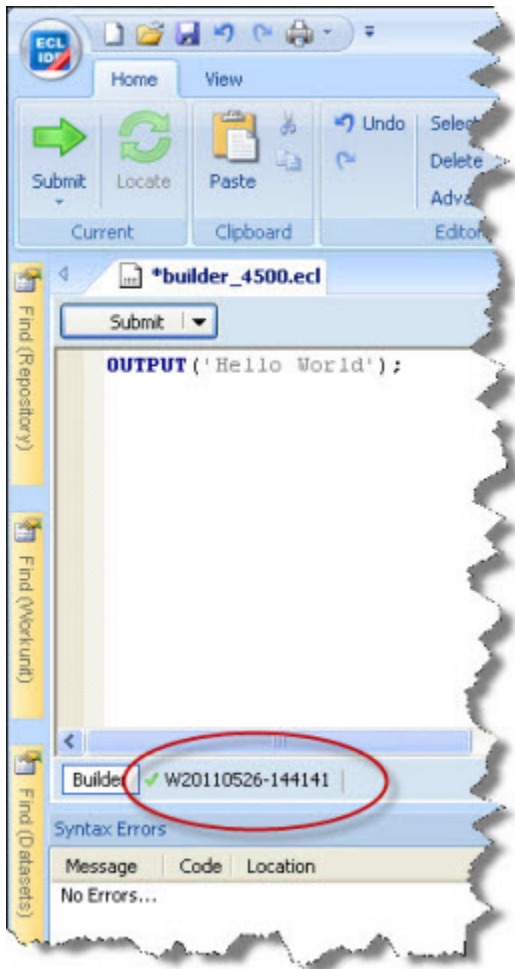 ECL
IDE
Home View
Submit Locate Paste Undo
Delete
Current Clipboard
*builder_4500.ecl
Submit
OUTPUT('Hello World');
Find (Repository)
Find (Workunit)
Find (Datasets)
W20110526-144141
Syntax Errors
Message Code Location
No Errors...